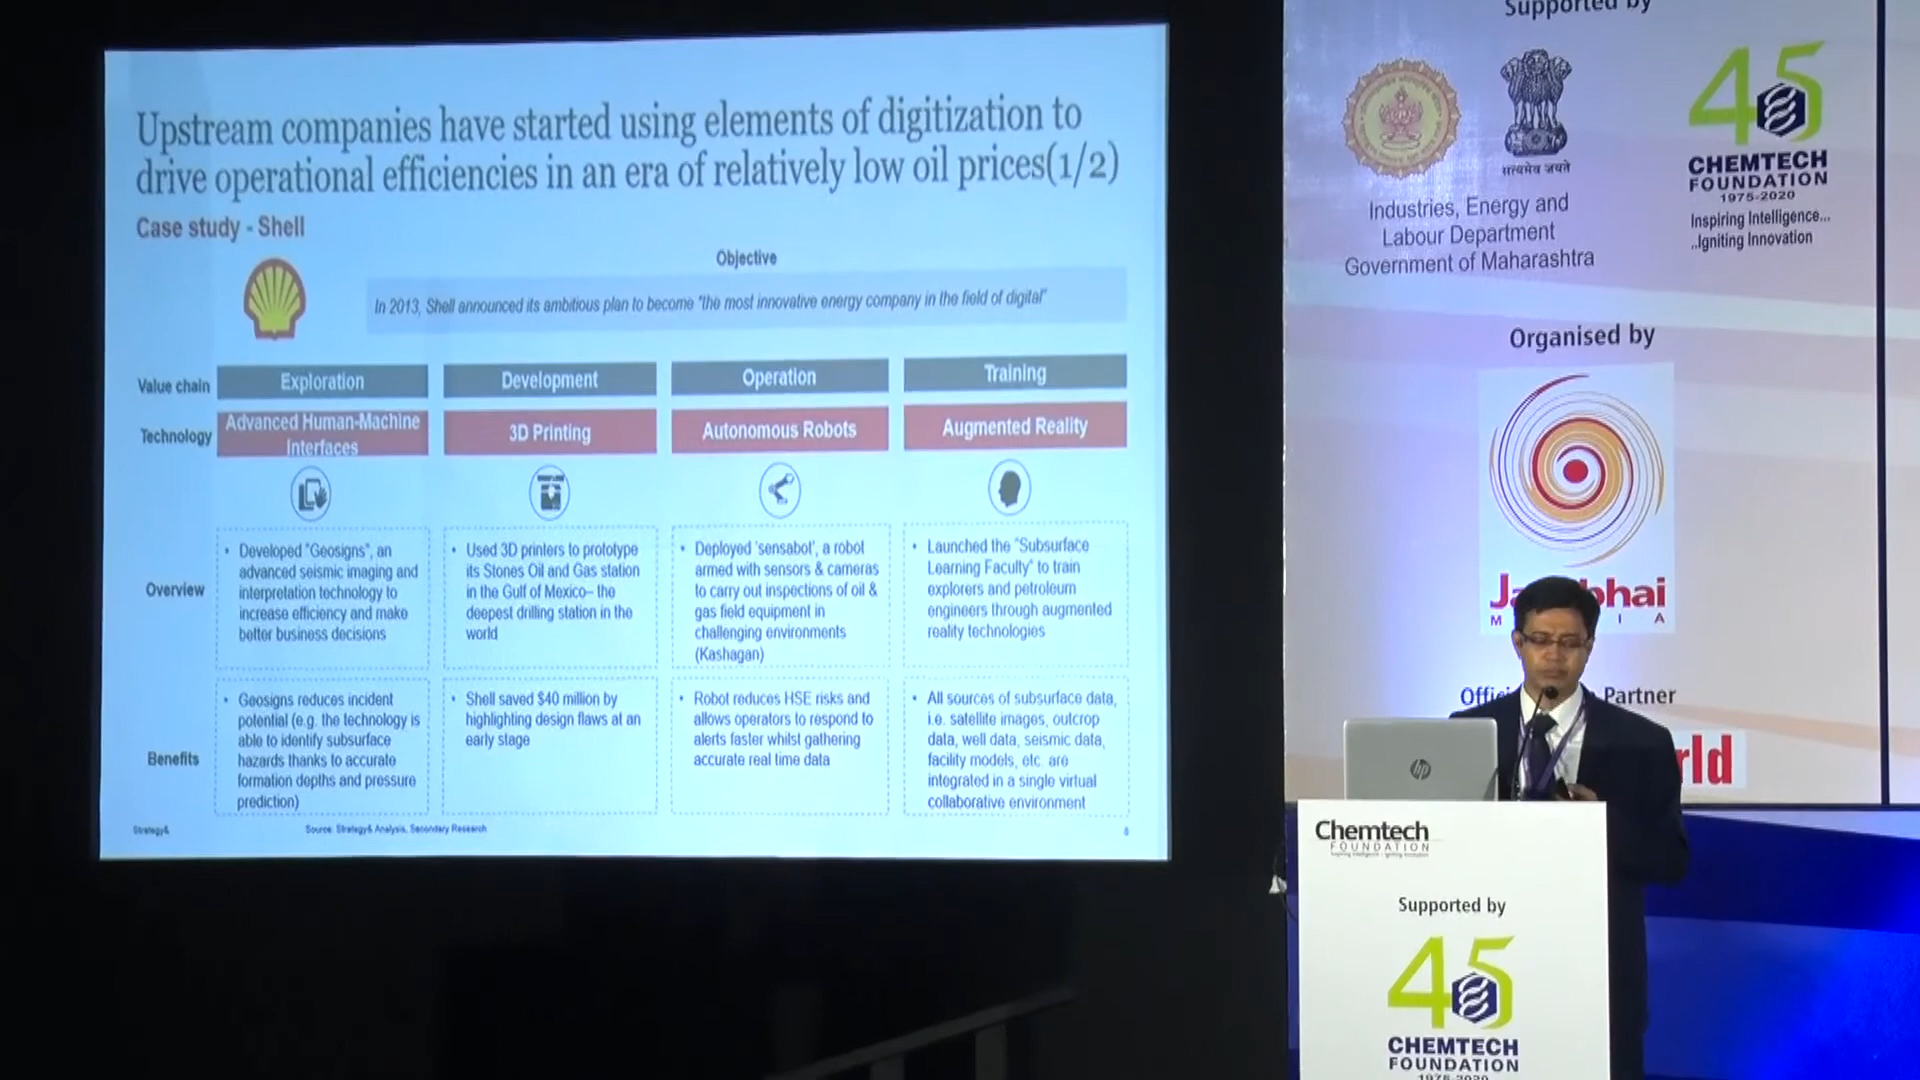 Upstream companies have started using elements of digitization to
drive operational efficiencies in an era of relatively low oil prices(1/2)
Case study - Shell
Objective
In 2013, Shell announced its ambitious plan to become "the most innovative energy company in the field of digital"
Value chain
Exploration
Development
Operation
Training
Technology
Advanced Human-Machine
Interfaces
3D Printing
Autonomous Robots
Augmented Reality
Overview
• Developed "Geosigns", an
advanced seismic imaging and
interpretation technology to
increase efficiency and make
better business decisions
• Used 3D printers to prototype
its Stones Oil and Gas station
in the Gulf of Mexico– the
deepest drilling station in the
world
• Deployed 'sensabot', a robot
armed with sensors & cameras
to carry out inspections of oil &
gas field equipment in
challenging environments
(Kashagan)
• Launched the "Subsurface
Learning Faculty" to train
explorers and petroleum
engineers through augmented
reality technologies
Benefits
• Geosigns reduces incident
potential (e.g. the technology is
able to identify subsurface
hazards thanks to accurate
formation depths and pressure
prediction)
• Shell saved $40 million by
highlighting design flaws at an
early stage
• Robot reduces HSE risks and
allows operators to respond to
alerts faster whilst gathering
accurate real time data
• All sources of subsurface data,
i.e. satellite images, outcrop
data, well data, seismic data,
facility models, etc. are
integrated in a single virtual
collaborative environment
Strategy&
Source: Strategy& Analysis, Secondary Research
Supported by
सत्यमेव जयते
Industries, Energy and
Labour Department
Government of Maharashtra
45
CHEMTECH
FOUNDATION
1975-2020
Inspiring Intelligence...
..Igniting Innovation
Organised by
Partner
hp
Chemtech
FOUNDATION
Supported by
45
CHEMTECH
FOUNDATION
1975-2020